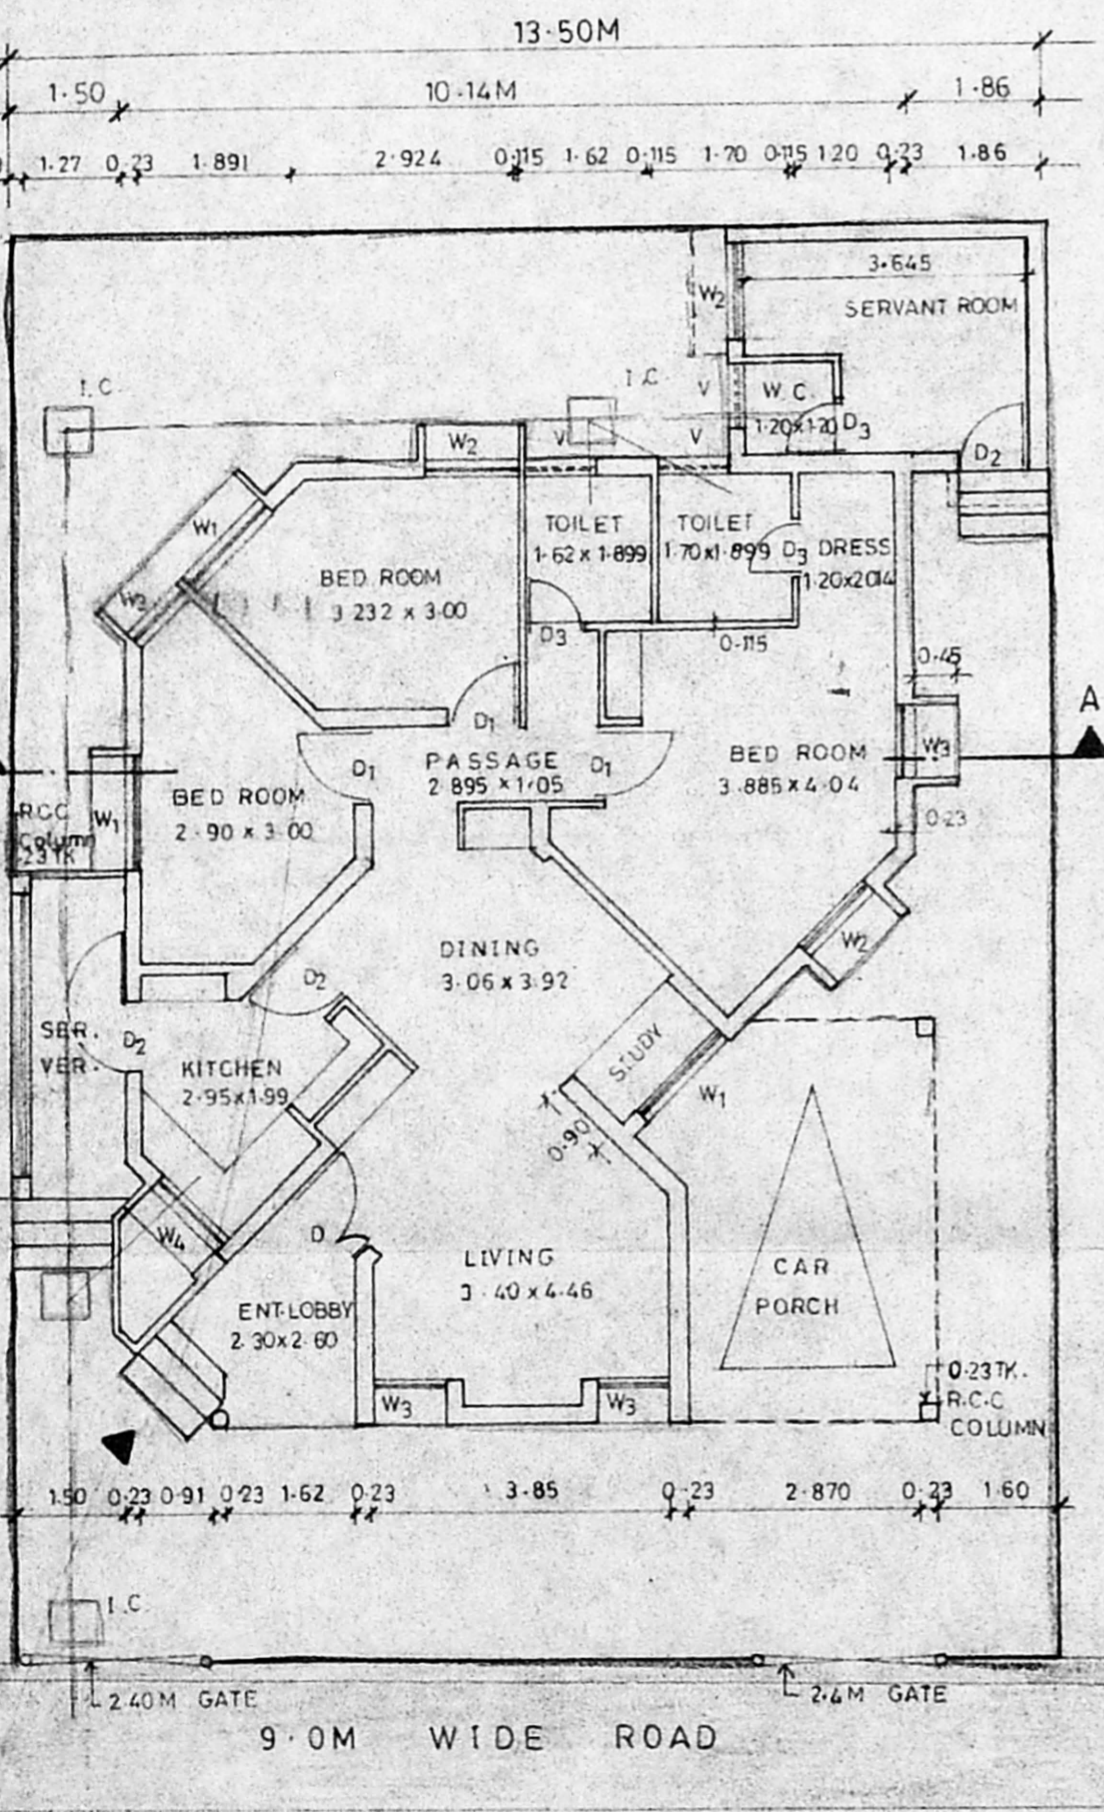 13·50M
1·50 10·14M 1·86
1·27 0·23 1·891 2·924 0·115 1·62 0·115 1·70 0·115 1·20 0·23 1·86
3·645
SERVANT ROOM
W2
I.C.
I.C.
V
W.C.
1·20x1·20
D3
W2
V
V
D2
W1
TOILET
1·62 x 1·899
TOILET
1·70x1·899
D3
DRESS
1·20x2014
BED ROOM
3 232 x 3·00
W2
D3
0·115
0·45
A
D1
PASSAGE
2 895 x 1·05
D1
D1
BED ROOM
3·885 x 4·04
W3
BED ROOM
2·90 x 3·00
R.C.C
Column
·23 TK
W1
0·23
W2
DINING
3·06 x 3·92
D2
SER.
VER.
D2
KITCHEN
2·95x1·99
STUDY
W1
0·90
W4
D
LIVING
3·40 x 4·46
CAR
PORCH
ENT·LOBBY
2·30x2·60
0·23TK.
R.C.C
COLUMN
W3
W3
1·50 0·23 0·91 0·23 1·62 0·23 3·85 0·23 2·870 0·23 1·60
I.C.
2·40M GATE
2·4M GATE
9·0M WIDE ROAD